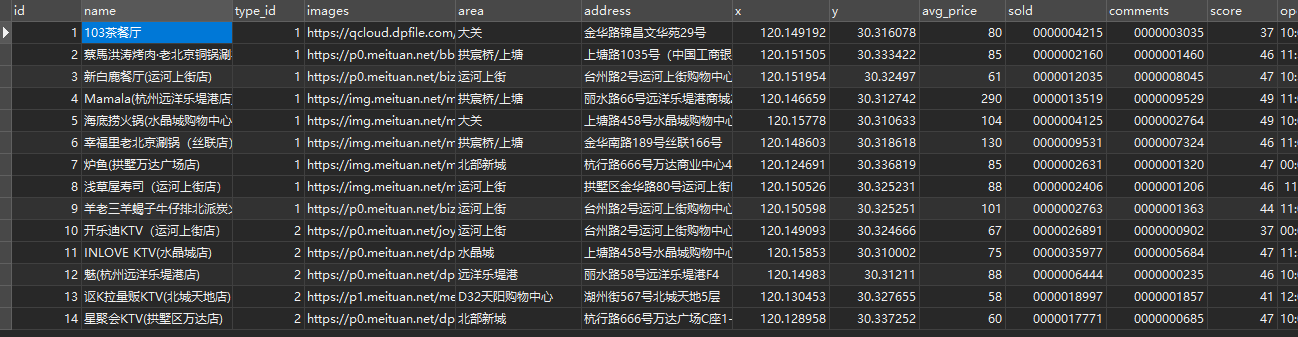 id name type_id images area address x y avg_price sold comments score op
1 103茶餐厅 1 https://qcloud.dpfile.com, 大关 金华路锦昌文华苑29号 120.149192 30.316078 80 0000004215 0000003035 37 10:
2 蔡馬洪涛烤肉·老北京铜锅涮 1 https://p0.meituan.net/bb 拱宸桥/上塘 上塘路1035号（中国工商银 120.151505 30.333422 85 0000002160 0000001460 46 11:
3 新白鹿餐厅(运河上街店) 1 https://p0.meituan.net/biz 运河上街 台州路2号运河上街购物中心 120.151954 30.32497 61 0000012035 0000008045 47 10:
4 Mamala(杭州远洋乐堤港店 1 https://img.meituan.net/m 拱宸桥/上塘 丽水路66号远洋乐堤港商城2 120.146659 30.312742 290 0000013519 0000009529 49 11:
5 海底捞火锅(水晶城购物中心 1 https://img.meituan.net/m 大关 上塘路458号水晶城购物中心 120.15778 30.310633 104 0000004125 0000002764 49 10:
6 幸福里老北京涮锅（丝联店） 1 https://img.meituan.net/m 拱宸桥/上塘 金华南路189号丝联166号 120.148603 30.318618 130 0000009531 0000007324 46 11:
7 炉鱼(拱墅万达广场店) 1 https://img.meituan.net/m 北部新城 杭行路666号万达商业中心4 120.124691 30.336819 85 0000002631 0000001320 47 00:
8 浅草屋寿司（运河上街店） 1 https://img.meituan.net/m 运河上街 拱墅区金华路80号运河上街 120.150526 30.325231 88 0000002406 0000001206 46 11
9 羊老三羊蝎子牛仔排北派炭 1 https://p0.meituan.net/biz 运河上街 台州路2号运河上街购物中心 120.150598 30.325251 101 0000002763 0000001363 44 11:
10 开乐迪KTV（运河上街店） 2 https://p0.meituan.net/joy 运河上街 台州路2号运河上街购物中心 120.149093 30.324666 67 0000026891 0000000902 37 00:
11 INLOVE KTV(水晶城店) 2 https://p0.meituan.net/dp 水晶城 上塘路458号水晶城购物中心 120.15853 30.310002 75 0000035977 0000005684 47 11:
12 魅(杭州远洋乐堤港店) 2 https://p0.meituan.net/dp 远洋乐堤港 丽水路58号远洋乐堤港F4 120.14983 30.31211 88 0000006444 0000000235 46 10:
13 讴K拉量贩KTV(北城天地店) 2 https://p1.meituan.net/me D32天阳购物中心 湖州街567号北城天地5层 120.130453 30.327655 58 0000018997 0000001857 41 12:
14 星聚会KTV(拱墅区万达店) 2 https://p0.meituan.net/dp 北部新城 杭行路666号万达广场C座1- 120.128958 30.337252 60 0000017771 0000000685 47 10: